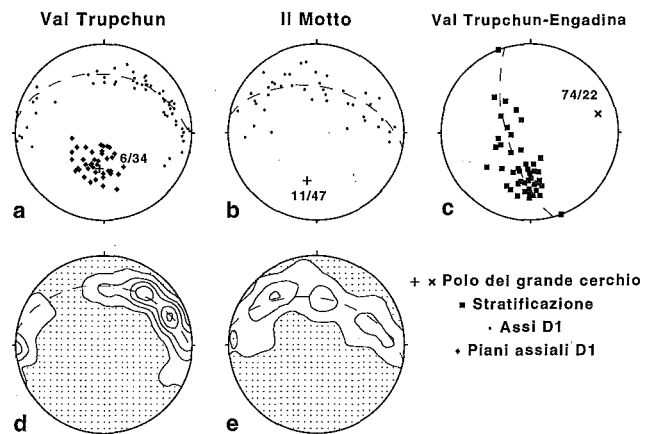 Val Trupchun
Il Motto
Val Trupchun-Engadina
6/34
a
11/47
b
74/22
c
d
e
+ × Polo del grande cerchio
Stratificazione
Assi D1
Piani assiali D1